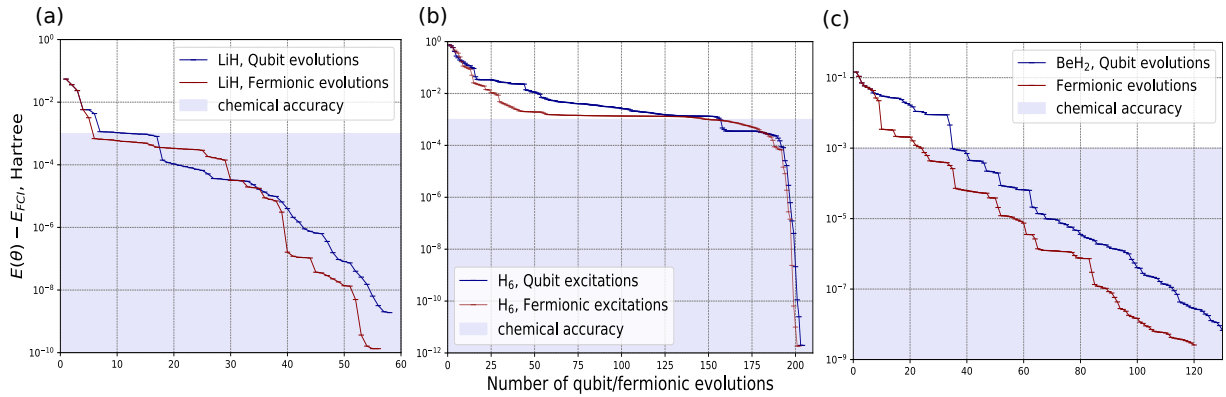 (a)
E(θ) − E_FCI, Hartree
10^0
10^−2
10^−4
10^−6
10^−8
10^−10
LiH, Qubit evolutions
LiH, Fermionic evolutions
chemical accuracy
0 10 20 30 40 50 60
(b)
10^0
10^−2
10^−4
10^−6
10^−8
10^−10
10^−12
H_6, Qubit excitations
H_6, Fermionic excitations
chemical accuracy
0 25 50 75 100 125 150 175 200
Number of qubit/fermionic evolutions
(c)
10^−1
10^−3
10^−5
10^−7
10^−9
BeH_2, Qubit evolutions
Fermionic evolutions
chemical accuracy
0 20 40 60 80 100 120